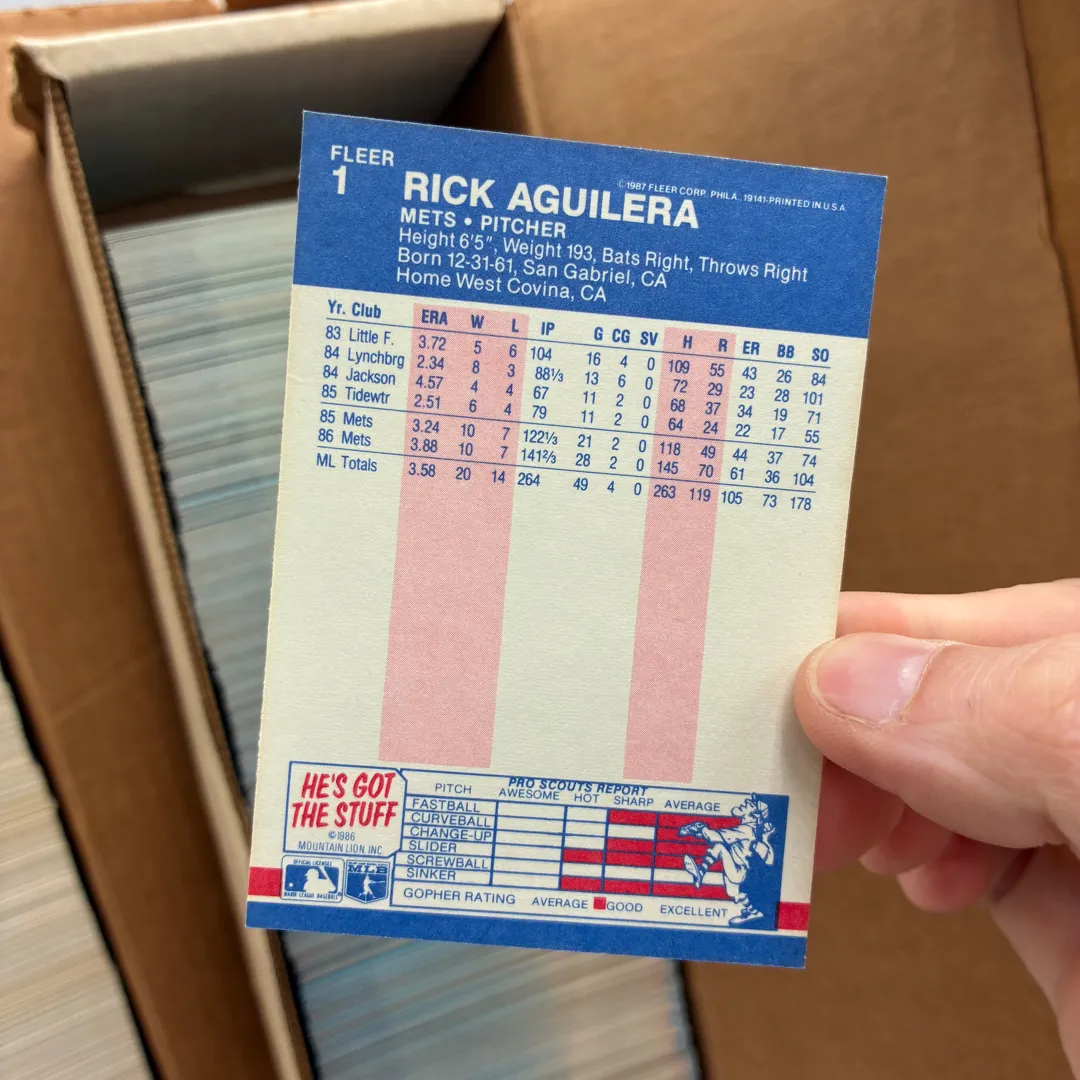 FLEER
1
©1987 FLEER CORP. PHILA. 19141-PRINTED IN U.S.A.
RICK AGUILERA
METS • PITCHER
Height 6'5", Weight 193, Bats Right, Throws Right
Born 12-31-61, San Gabriel, CA
Home West Covina, CA
Yr. Club ERA W L IP G CG SV H R ER BB SO
83 Little F. 3.72 5 6 104 16 4 0 109 55 43 26 84
84 Lynchbrg 2.34 8 3 88⅓ 13 6 0 72 29 23 28 101
84 Jackson 4.57 4 4 67 11 2 0 68 37 34 19 71
85 Tidewtr 2.51 6 4 79 11 2 0 64 24 22 17 55
85 Mets 3.24 10 7 122⅓ 21 2 0 118 49 44 37 74
86 Mets 3.88 10 7 141⅔ 28 2 0 145 70 61 36 104
ML Totals 3.58 20 14 264 49 4 0 263 119 105 73 178
HE'S GOT
THE STUFF
©1986
MOUNTAIN LION, INC
OFFICIAL LICENSEE
MAJOR LEAGUE BASEBALL
MLB
PRO SCOUTS REPORT
PITCH AWESOME HOT SHARP AVERAGE
FASTBALL
CURVEBALL
CHANGE-UP
SLIDER
SCREWBALL
SINKER
GOPHER RATING AVERAGE GOOD EXCELLENT